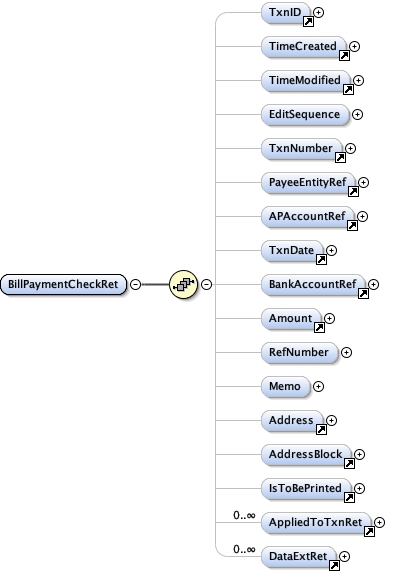 TxnID
TimeCreated
TimeModified
EditSequence
TxnNumber
PayeeEntityRef
APAccountRef
TxnDate
BillPaymentCheckRet
BankAccountRef
Amount
RefNumber
Memo
Address
AddressBlock
IsToBePrinted
0..∞ AppliedToTxnRet
0..∞ DataExtRet